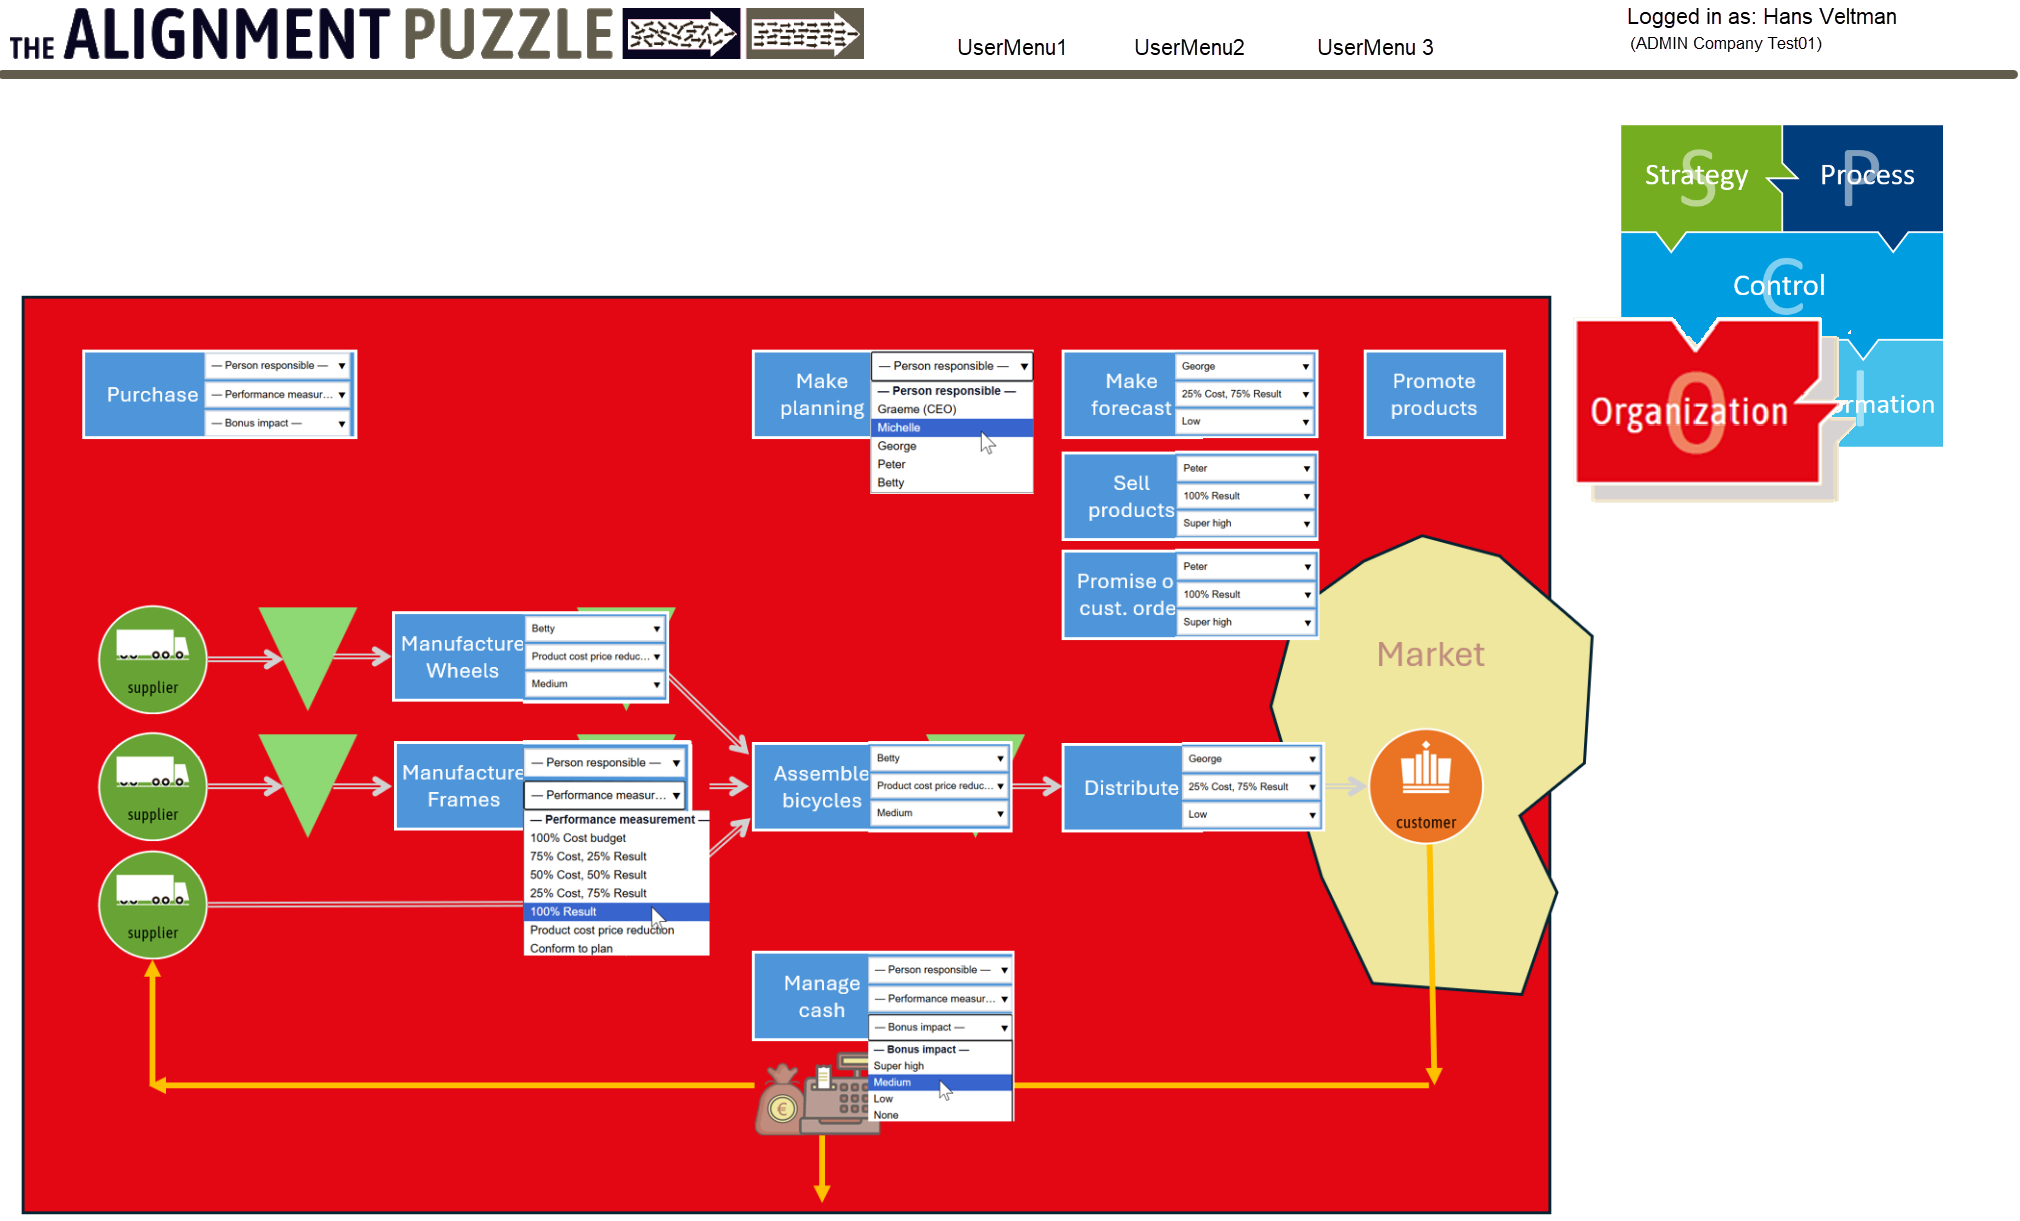 THE ALIGNMENT PUZZLE
UserMenu1
UserMenu2
UserMenu 3
Logged in as: Hans Veltman
(ADMIN Company Test01)
S
Strategy
P
Process
C
Control
O
Organization
I
ormation
Purchase
— Person responsible —
— Performance measur...
— Bonus impact —
Make
planning
— Person responsible —
— Person responsible —
Graeme (CEO)
Michelle
George
Peter
Betty
Make
forecast
George
25% Cost, 75% Result
Low
Promote
products
Sell
products
Peter
100% Result
Super high
Promise o
cust. orde
Peter
100% Result
Super high
Market
supplier
Manufacture
Wheels
Betty
Product cost price reduc...
Medium
supplier
Manufacture
Frames
— Person responsible —
— Performance measur...
— Performance measurement —
100% Cost budget
75% Cost, 25% Result
50% Cost, 50% Result
25% Cost, 75% Result
100% Result
Product cost price reduction
Conform to plan
Assemble
bicycles
Betty
Product cost price reduc...
Medium
Distribute
George
25% Cost, 75% Result
Low
customer
supplier
Manage
cash
— Person responsible —
— Performance measur...
— Bonus impact —
— Bonus impact —
Super high
Medium
Low
None
€